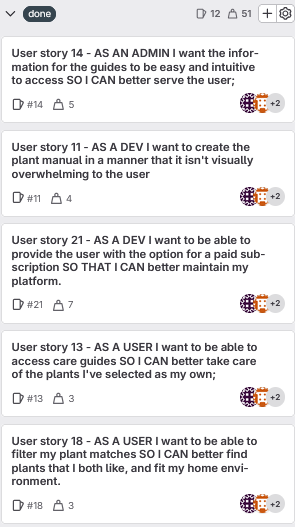 done 12 51
User story 14 - AS AN ADMIN I want the infor-
mation for the guides to be easy and intuitive
to access SO I CAN better serve the user;
#14 5 +2
User story 11 - AS A DEV I want to create the
plant manual in a manner that it isn't visually
overwhelming to the user
#11 4 +2
User story 21 - AS A DEV I want to be able to
provide the user with the option for a paid sub-
scription SO THAT I CAN better maintain my
platform.
#21 7 +2
User story 13 - AS A USER I want to be able to
access care guides SO I CAN better take care
of the plants I've selected as my own;
#13 3 +2
User story 18 - AS A USER I want to be able to
filter my plant matches SO I CAN better find
plants that I both like, and fit my home envi-
ronment.
#18 3 +2